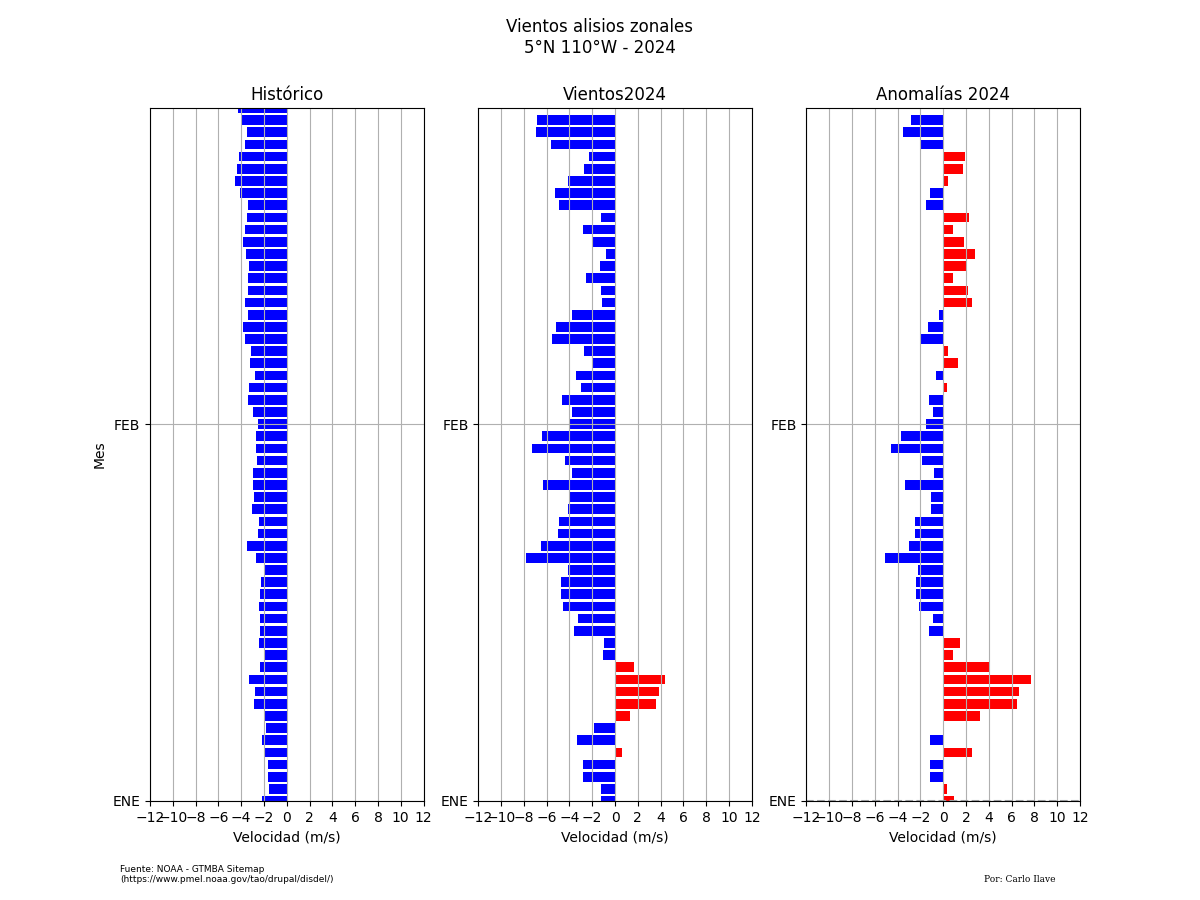 Vientos alisios zonales
5°N 110°W - 2024
Histórico
Vientos2024
Anomalías 2024
Mes
FEB
FEB
FEB
ENE
ENE
ENE
−12 −10 −8 −6 −4 −2 0 2 4 6 8 10 12
−12 −10 −8 −6 −4 −2 0 2 4 6 8 10 12
−12 −10 −8 −6 −4 −2 0 2 4 6 8 10 12
Velocidad (m/s)
Velocidad (m/s)
Velocidad (m/s)
Fuente: NOAA - GTMBA Sitemap
(https://www.pmel.noaa.gov/tao/drupal/disdel/)
Por: Carlo Ilave